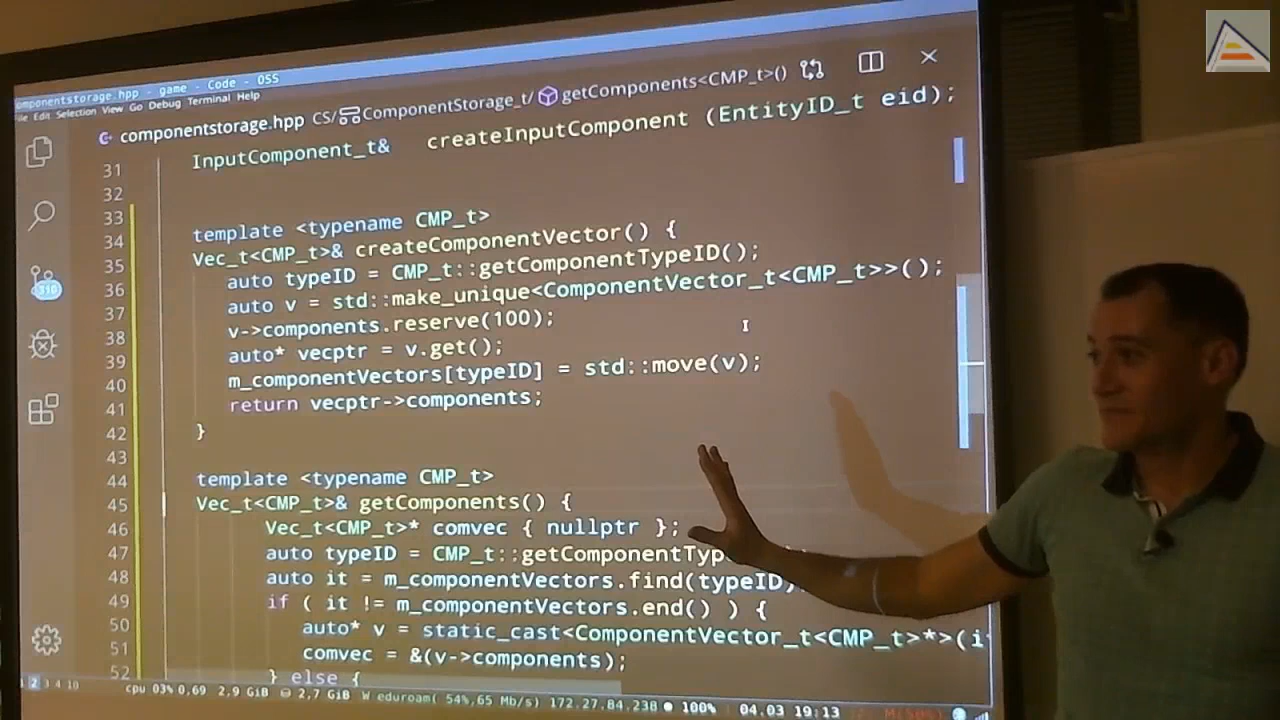 componentstorage.hpp - game - Code - OSS
File Edit Selection View Go Debug Terminal Help
componentstorage.hpp CS/ ComponentStorage_t/ getComponents<CMP_t>()
31 InputComponent_t& createInputComponent (EntityID_t eid);
32
33
34 template <typename CMP_t>
35 Vec_t<CMP_t>& createComponentVector() {
36 auto typeID = CMP_t::getComponentTypeID();
37 auto v = std::make_unique<ComponentVector_t<CMP_t>>();
38 v->components.reserve(100);
39 auto* vecptr = v.get();
40 m_componentVectors[typeID] = std::move(v);
41 return vecptr->components;
42 }
43
44 template <typename CMP_t>
45 Vec_t<CMP_t>& getComponents() {
46 Vec_t<CMP_t>* comvec { nullptr };
47 auto typeID = CMP_t::getComponentTyp
48 auto it = m_componentVectors.find(typeID)
49 if ( it != m_componentVectors.end() ) {
50 auto* v = static_cast<ComponentVector_t<CMP_t>*>(i
51 comvec = &(v->components);
52 } else {
310
1 2 3 4 10 cpu 03% 0,69 2,9 GiB 2,7 GiB W eduroam( 54%,65 Mb/s) 172.27.84.238 100% 04.03 19:13